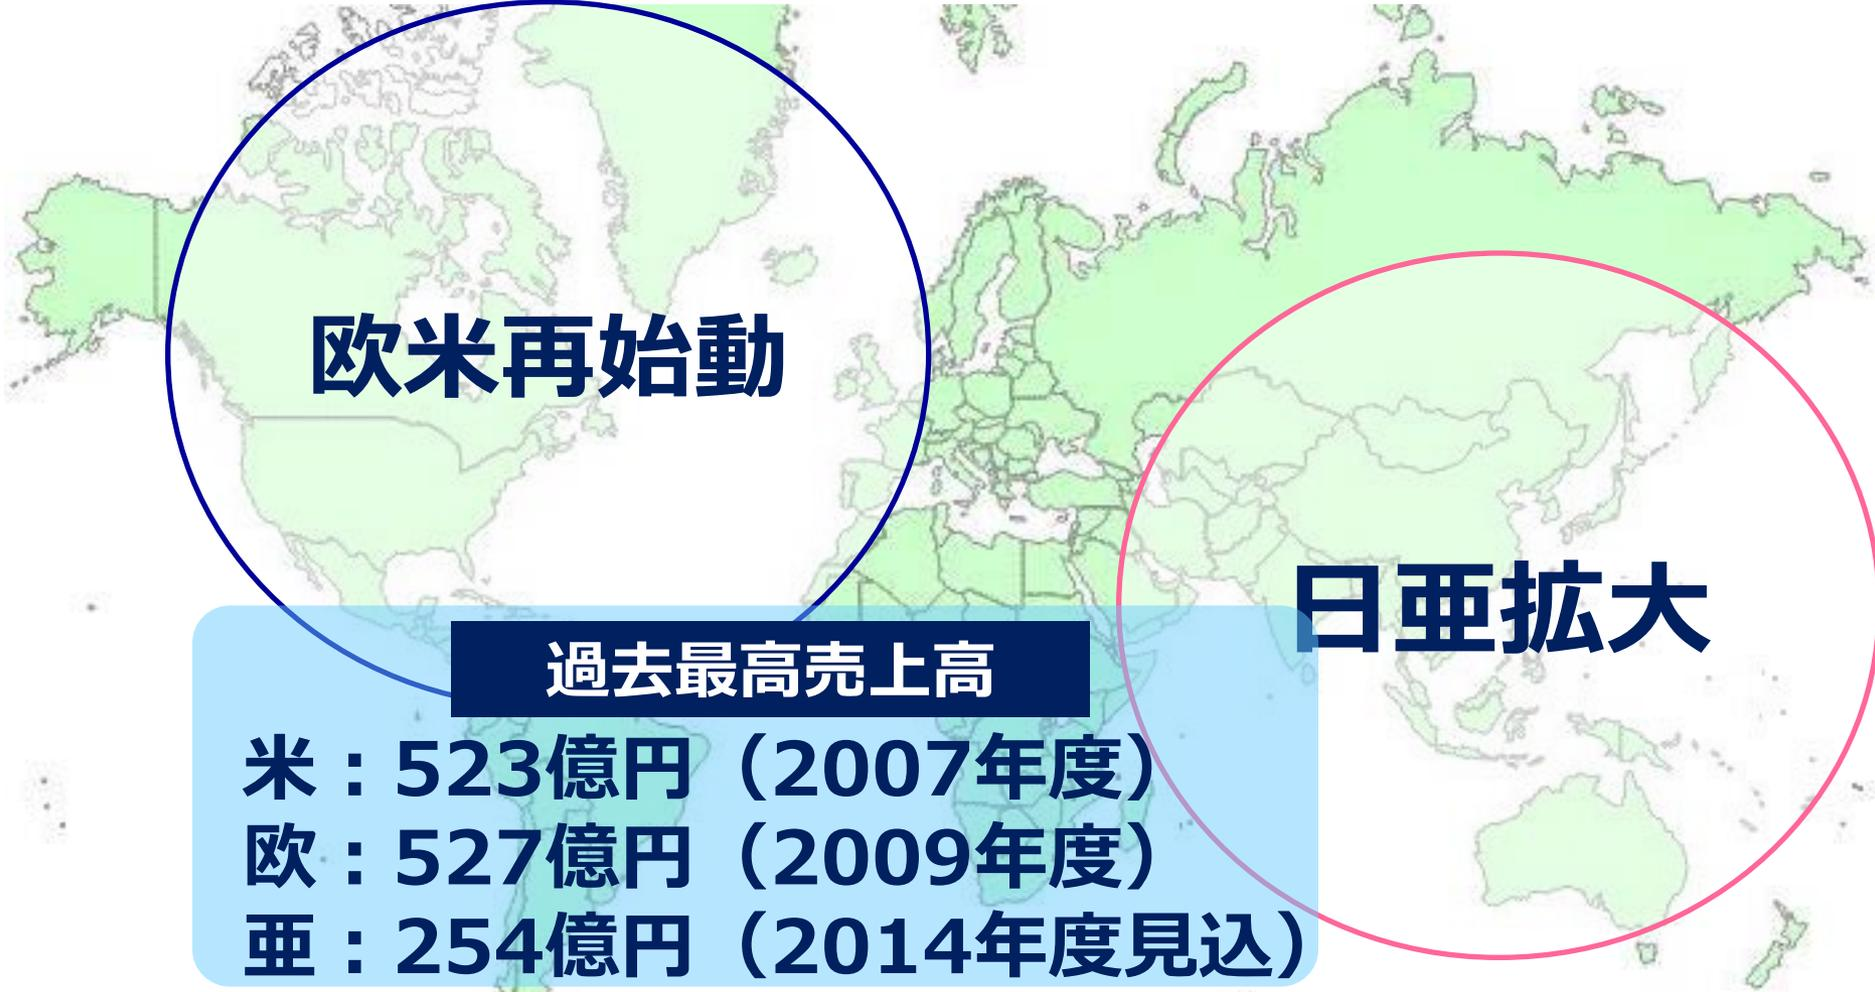 欧米再始動
日亜拡大
過去最高売上高
米：523億円（2007年度）
欧：527億円（2009年度）
亜：254億円（2014年度見込）